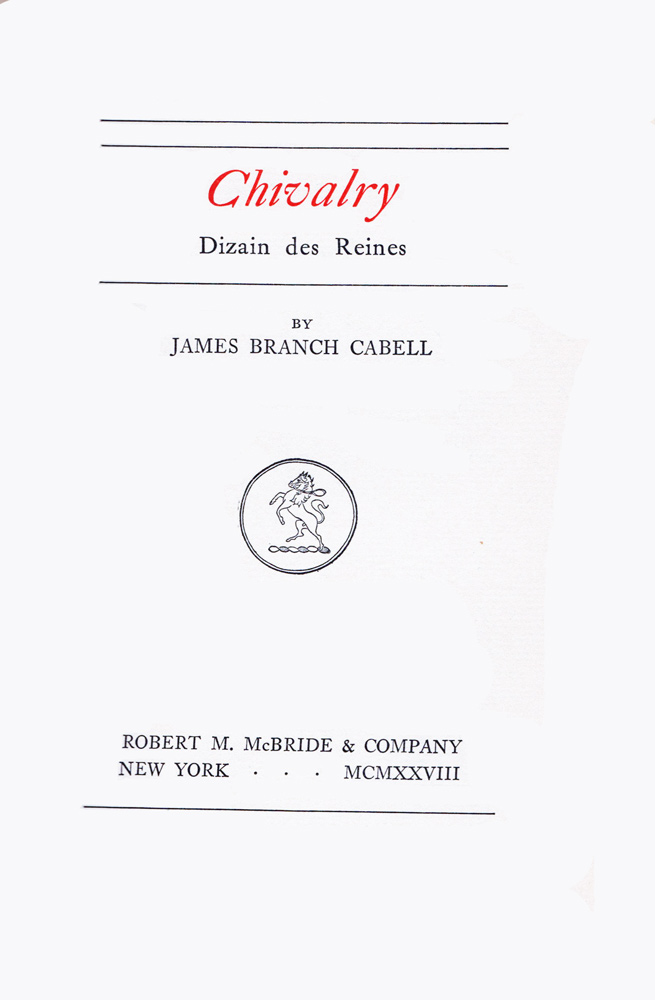 Chivalry
Dizain des Reines
BY
JAMES BRANCH CABELL
ROBERT M. McBRIDE & COMPANY
NEW YORK . . . MCMXXVIII